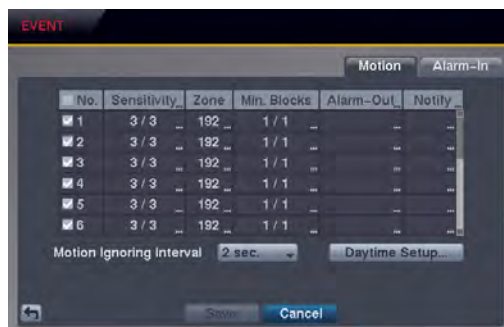 EVENT
Motion Alarm-In
No. Sensitivity... Zone Min. Blocks Alarm-Out... Notify...
1 3 / 3 ... 192 ... 1 / 1 ... ... ...
2 3 / 3 ... 192 ... 1 / 1 ... ... ...
3 3 / 3 ... 192 ... 1 / 1 ... ... ...
4 3 / 3 ... 192 ... 1 / 1 ... ... ...
5 3 / 3 ... 192 ... 1 / 1 ... ... ...
6 3 / 3 ... 192 ... 1 / 1 ... ... ...
Motion Ignoring Interval 2 sec. Daytime Setup...
Save Cancel